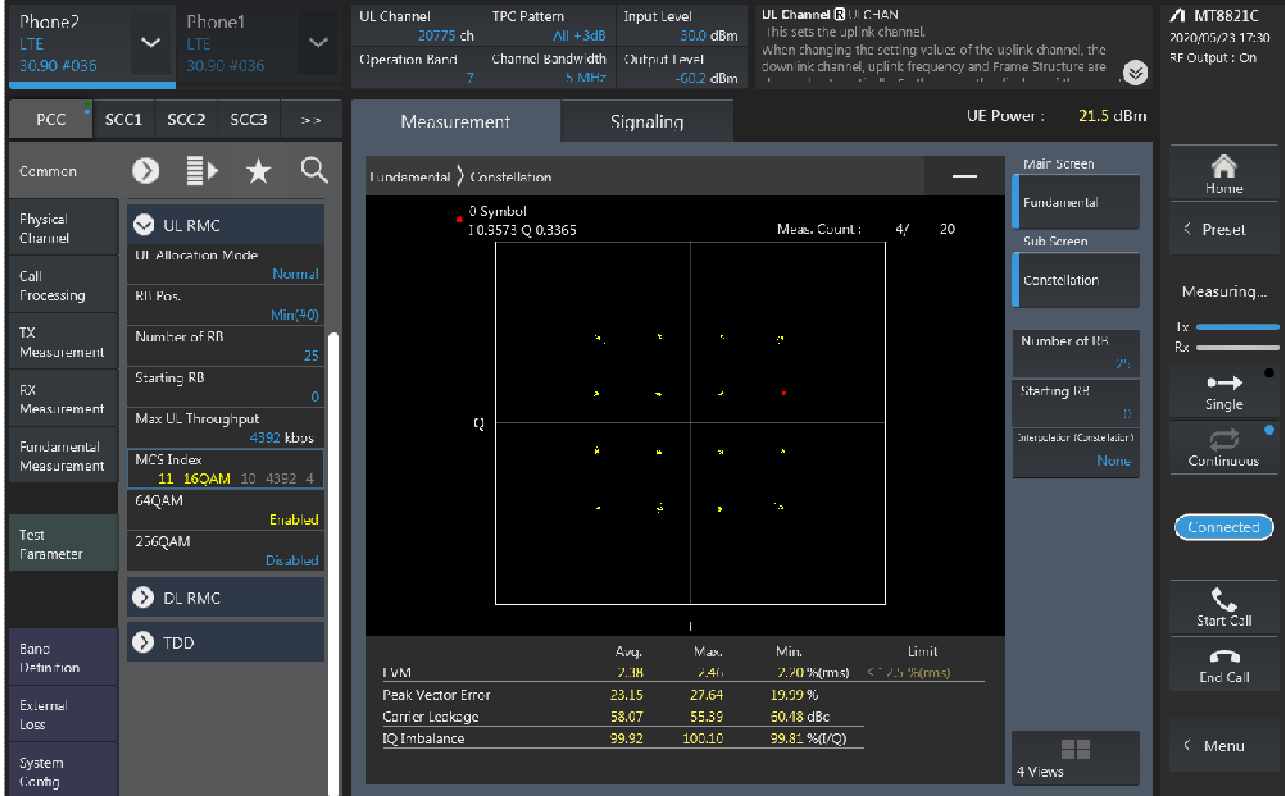 Phone2
LTE
30.90 #036
Phone1
LTE
30.90 #036
UL Channel
20775 ch
TPC Pattern
All +3dB
Input Level
30.0 dBm
Operation Band
7
Channel Bandwidth
5 MHz
Output Level
-60.2 dBm
UL Channel R ULCHAN
This sets the uplink channel.
When changing the setting values of the uplink channel, the
downlink channel, uplink frequency and Frame Structure are
MT8821C
2020/05/23 17:30
RF Output : On
PCC
SCC1
SCC2
SCC3
>>
Measurement
Signaling
UE Power : 21.5 dBm
Common
Physical
Channel
Call
Processing
TX
Measurement
RX
Measurement
Fundamental
Measurement
Test
Parameter
Band
Definition
External
Loss
System
Config
UL RMC
UL Allocation Mode
Normal
RB Pos.
Min(#0)
Number of RB
25
Starting RB
0
Max UL Throughput
4392 kbps
MCS Index
11 16QAM 10 4392 4
64QAM
Enabled
256QAM
Disabled
DL RMC
TDD
Fundamental > Constellation
0 Symbol
I 0.9573 Q 0.3365
Meas. Count : 4/ 20
Q
I
Avg. Max. Min. Limit
EVM 2.38 2.46 2.20 %(rms)
Peak Vector Error 23.15 27.64 19.99 %
Carrier Leakage 58.07 55.39 60.48 dBc
IQ Imbalance 99.92 100.10 99.81 %(I/Q)
Main Screen
Fundamental
Sub Screen
Constellation
Number of RB
25
Starting RB
0
Interpolation (Constellation)
None
4 Views
Home
< Preset
Measuring...
Tx
Rx
Single
Continuous
Connected
Start Call
End Call
< Menu